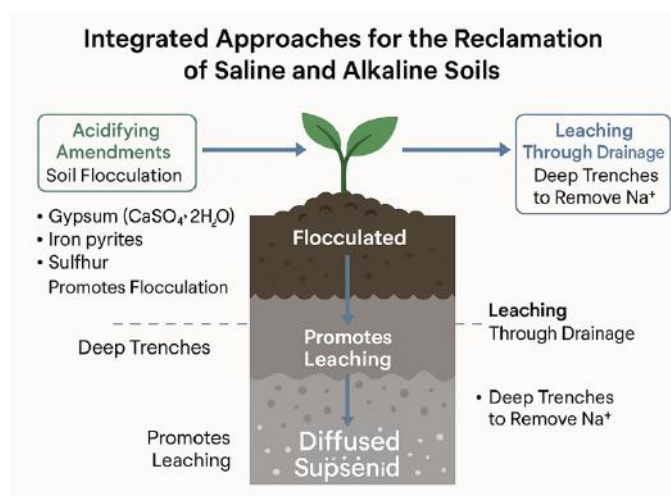 Integrated Approaches for the Reclamation
of Saline and Alkaline Soils
Acidifying
Amendments
Soil Flocculation
Leaching
Through Drainage
Deep Trenches
to Remove Na⁺
• Gypsum (CaSO₄·2H₂O)
• Iron pyrites
• Sulfhur
Promotes Flocculation
Flocculated
Deep Trenches
Promotes
Leaching
Leaching
Through Drainage
• Deep Trenches
to Remove Na⁺
Promotes
Leaching
Diffused
Supsenid